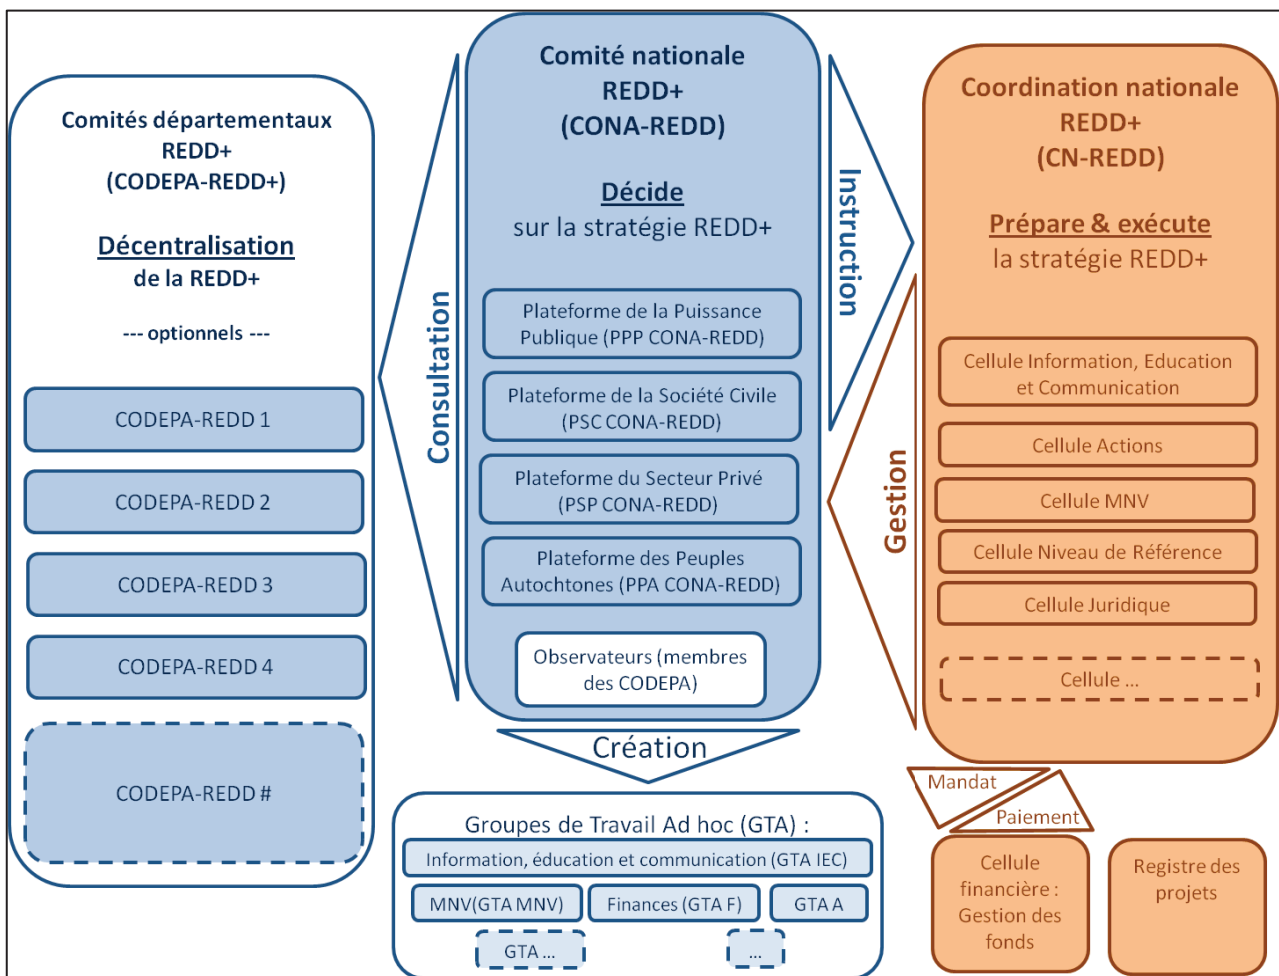 Comités départementaux
REDD+
(CODEPA-REDD+)
Décentralisation
de la REDD+
--- optionnels ---
CODEPA-REDD 1
CODEPA-REDD 2
CODEPA-REDD 3
CODEPA-REDD 4
CODEPA-REDD #
Consultation
Comité nationale
REDD+
(CONA-REDD)
Décide
sur la stratégie REDD+
Plateforme de la Puissance
Publique (PPP CONA-REDD)
Plateforme de la Société Civile
(PSC CONA-REDD)
Plateforme du Secteur Privé
(PSP CONA-REDD)
Plateforme des Peuples
Autochtones (PPA CONA-REDD)
Observateurs (membres
des CODEPA)
Création
Groupes de Travail Ad hoc (GTA) :
Information, éducation et communication (GTA IEC)
MNV(GTA MNV)
Finances (GTA F)
GTA A
GTA ...
...
Instruction
Gestion
Coordination nationale
REDD+
(CN-REDD)
Prépare & exécute
la stratégie REDD+
Cellule Information, Education
et Communication
Cellule Actions
Cellule MNV
Cellule Niveau de Référence
Cellule Juridique
Cellule ...
Mandat
Paiement
Cellule
financière :
Gestion des
fonds
Registre des
projets